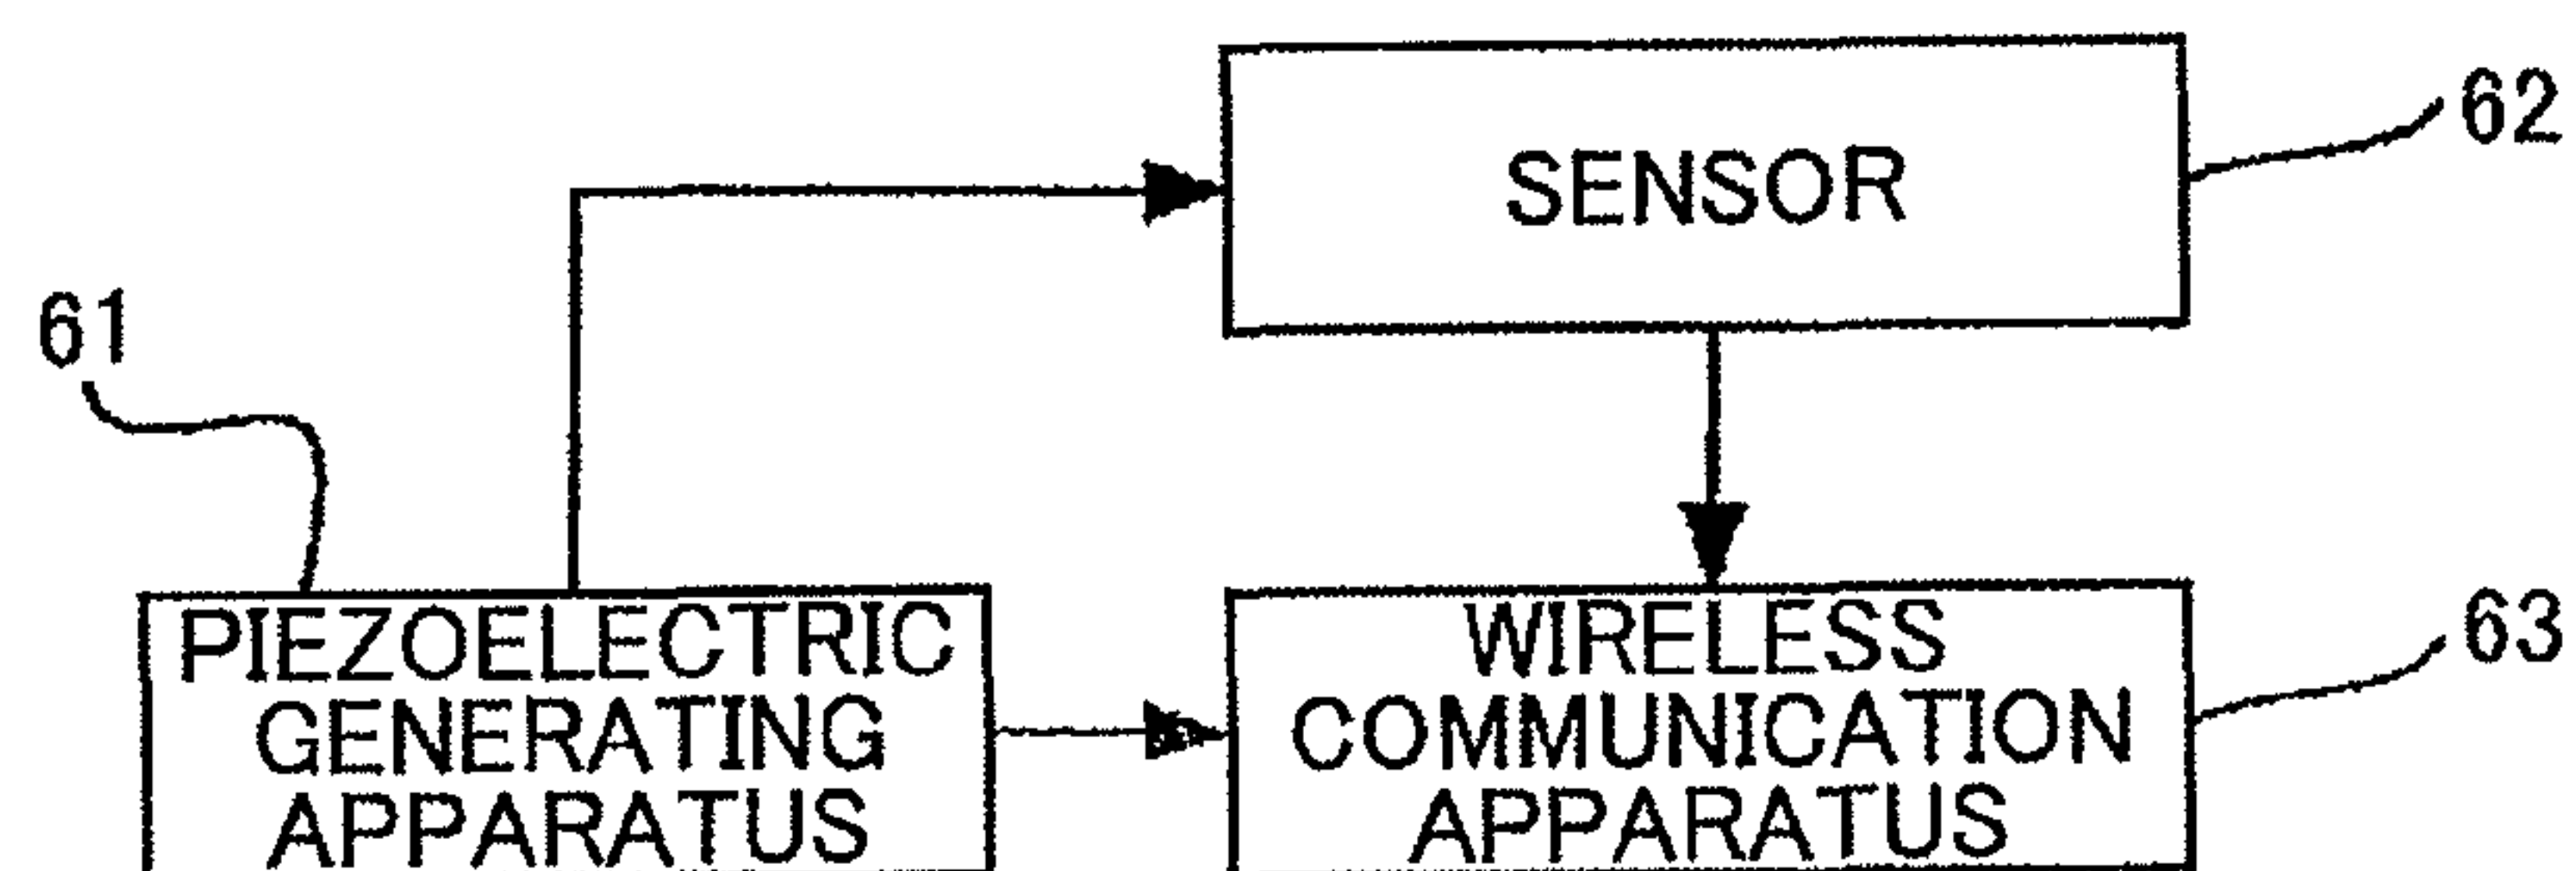 62
SENSOR
61
PIEZOELECTRIC
GENERATING
APPARATUS
WIRELESS
COMMUNICATION
APPARATUS
63